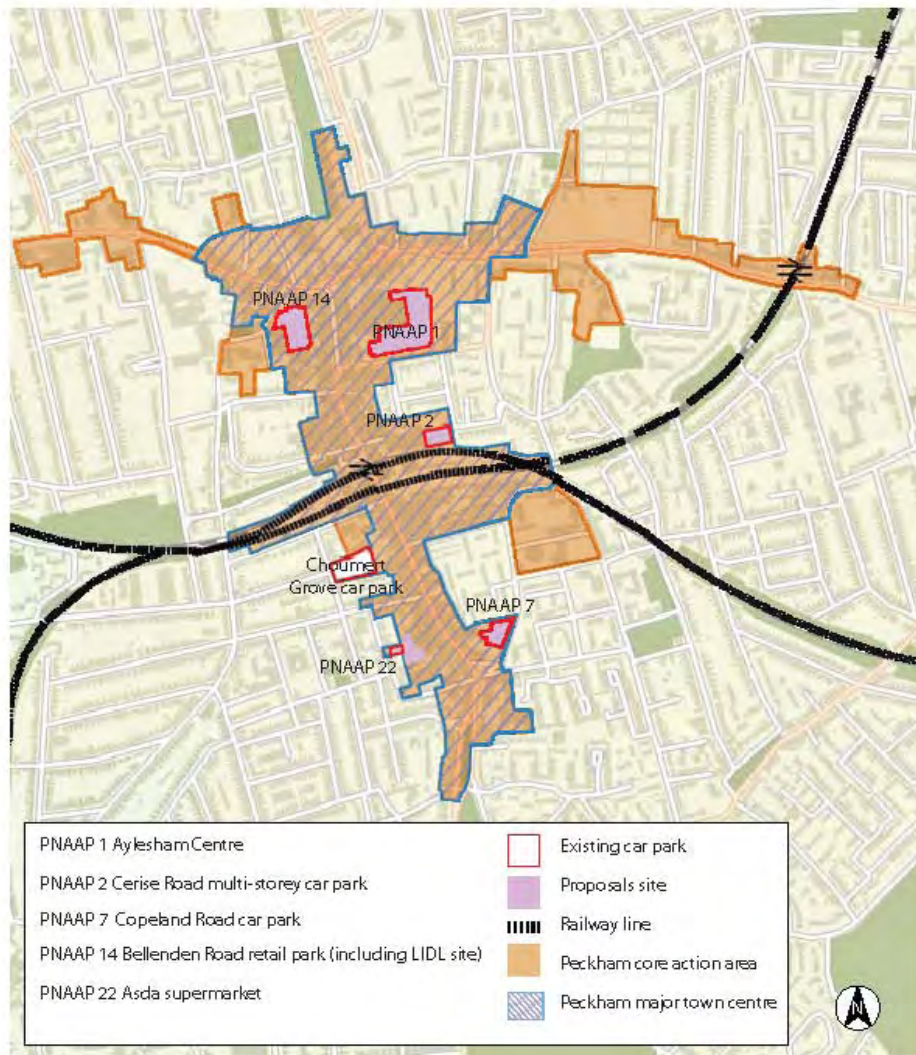 PNAAP 14
PNAAP 1
PNAAP 2
Choumert
Grove car park
PNAAP 7
PNAAP 22
PNAAP 1 Aylesham Centre
PNAAP 2 Cerise Road multi-storey car park
PNAAP 7 Copeland Road car park
PNAAP 14 Bellenden Road retail park (including LIDL site)
PNAAP 22 Asda supermarket
Existing car park
Proposals site
Railway line
Peckham core action area
Peckham major town centre
N